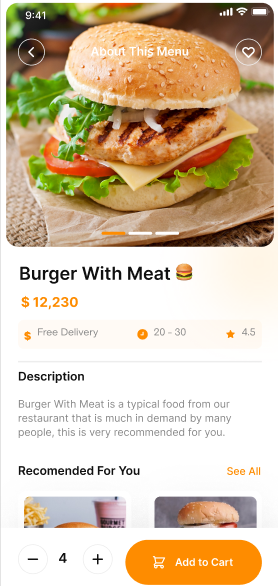 9:41
About This Menu
Burger With Meat 🍔
$ 12,230
$ Free Delivery 20 - 30 4.5
Description
Burger With Meat is a typical food from our
restaurant that is much in demand by many
people, this is very recommended for you.
Recomended For You See All
4
Add to Cart